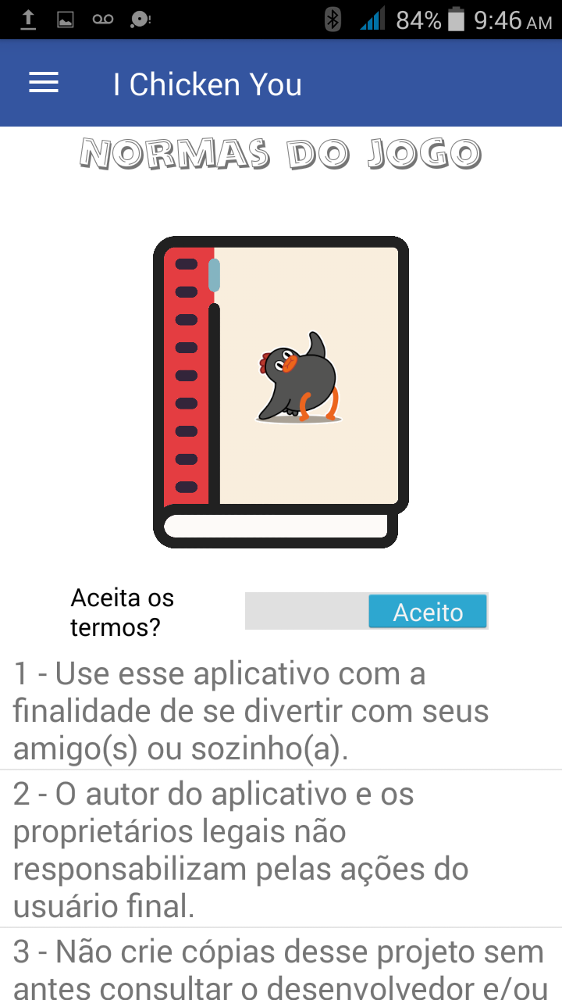 84% 9:46 AM
I Chicken You
NORMAS DO JOGO
Aceita os
termos?
Aceito
1 - Use esse aplicativo com a
finalidade de se divertir com seus
amigo(s) ou sozinho(a).
2 - O autor do aplicativo e os
proprietários legais não
responsabilizam pelas ações do
usuário final.
3 - Não crie cópias desse projeto sem
antes consultar o desenvolvedor e/ou